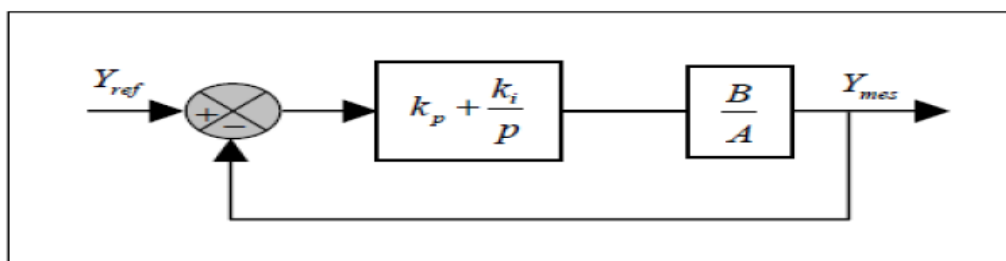 Y_ref
+
−
k_p + k_i/p
B/A
Y_mes